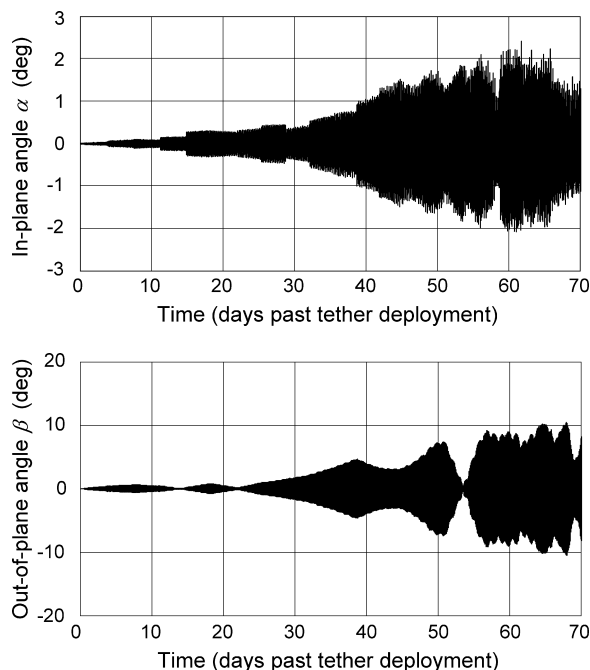 3
2
1
0
-1
-2
-3
In-plane angle α (deg)
0 10 20 30 40 50 60 70
Time (days past tether deployment)
20
10
0
-10
-20
Out-of-plane angle β (deg)
0 10 20 30 40 50 60 70
Time (days past tether deployment)